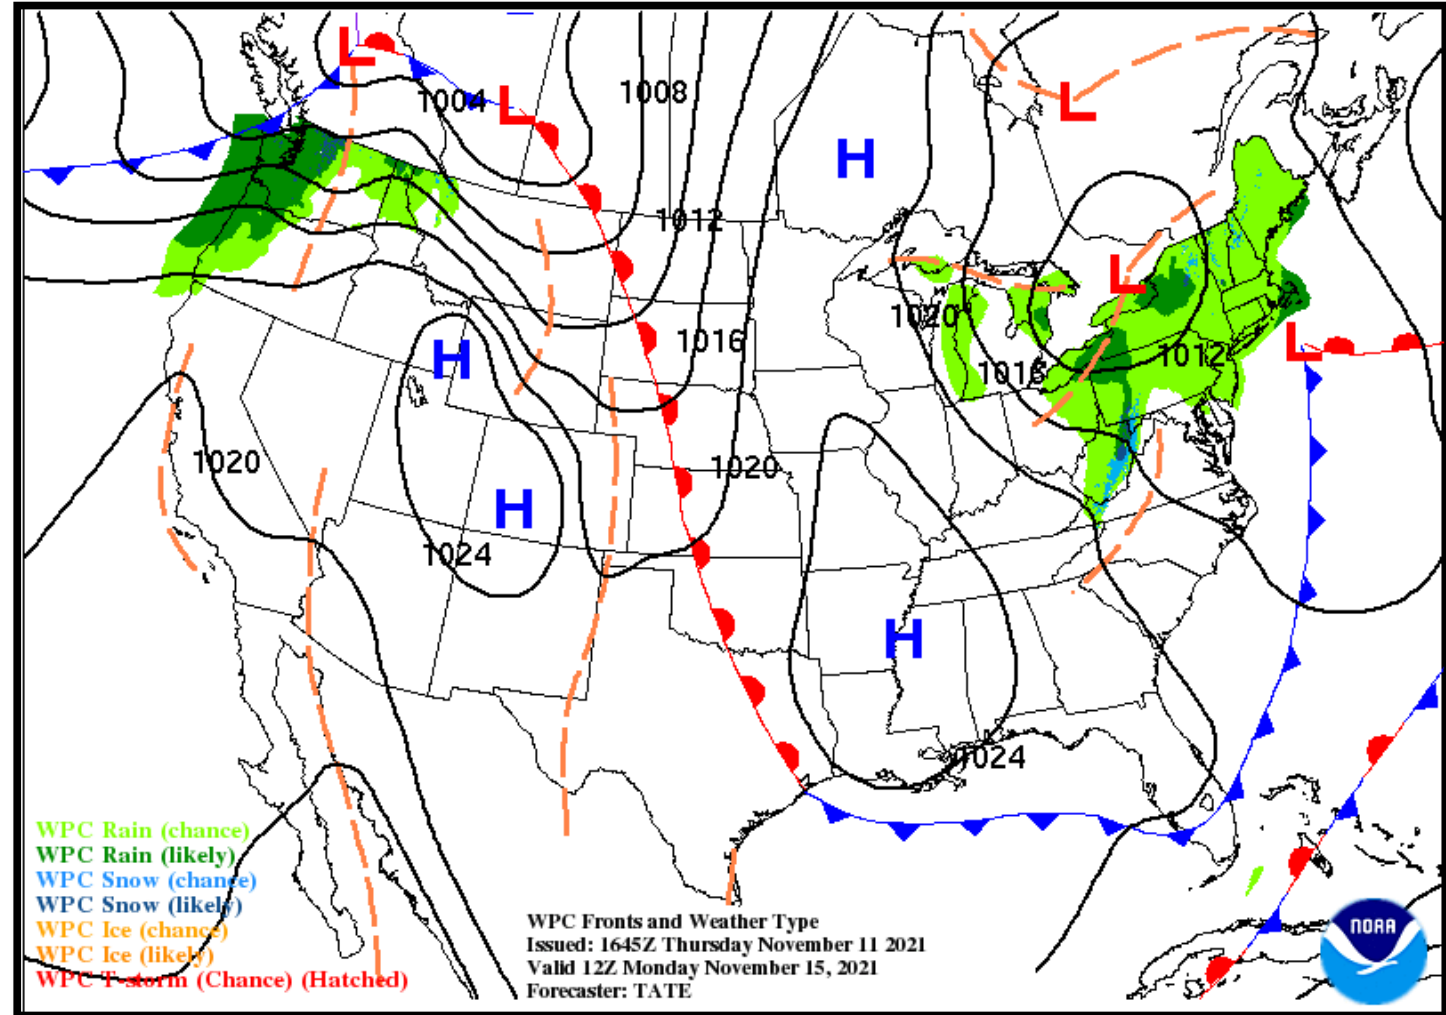 L
1004
L
1008
L
H
1012
L
1020
1016
L
H
1016
1012
1020
1020
H
1024
H
1024
WPC Rain (chance)
WPC Rain (likely)
WPC Snow (chance)
WPC Snow (likely)
WPC Ice (chance)
WPC Ice (likely)
WPC T-storm (Chance) (Hatched)
WPC Fronts and Weather Type
Issued: 1645Z Thursday November 11 2021
Valid 12Z Monday November 15, 2021
Forecaster: TATE
NOAA